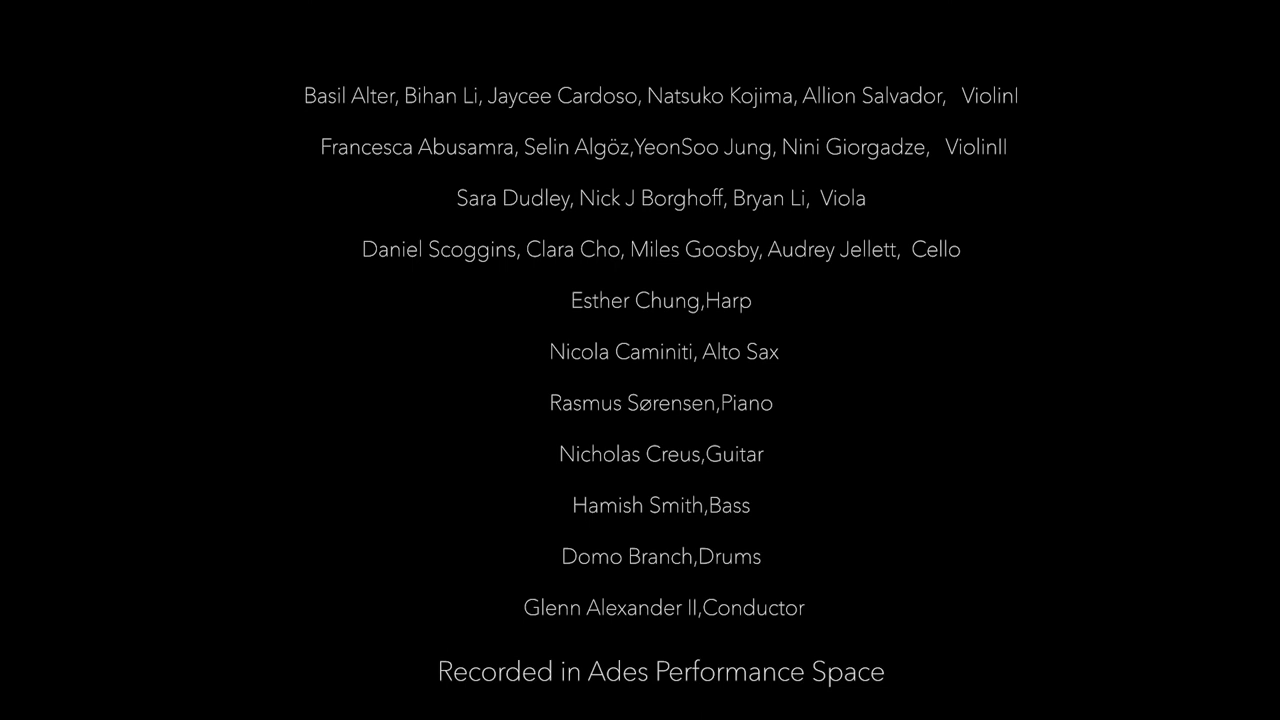 Basil Alter, Bihan Li, Jaycee Cardoso, Natsuko Kojima, Allion Salvador, ViolinI
Francesca Abusamra, Selin Algöz,YeonSoo Jung, Nini Giorgadze, ViolinII
Sara Dudley, Nick J Borghoff, Bryan Li, Viola
Daniel Scoggins, Clara Cho, Miles Goosby, Audrey Jellett, Cello
Esther Chung,Harp
Nicola Caminiti, Alto Sax
Rasmus Sørensen,Piano
Nicholas Creus,Guitar
Hamish Smith,Bass
Domo Branch,Drums
Glenn Alexander II,Conductor
Recorded in Ades Performance Space